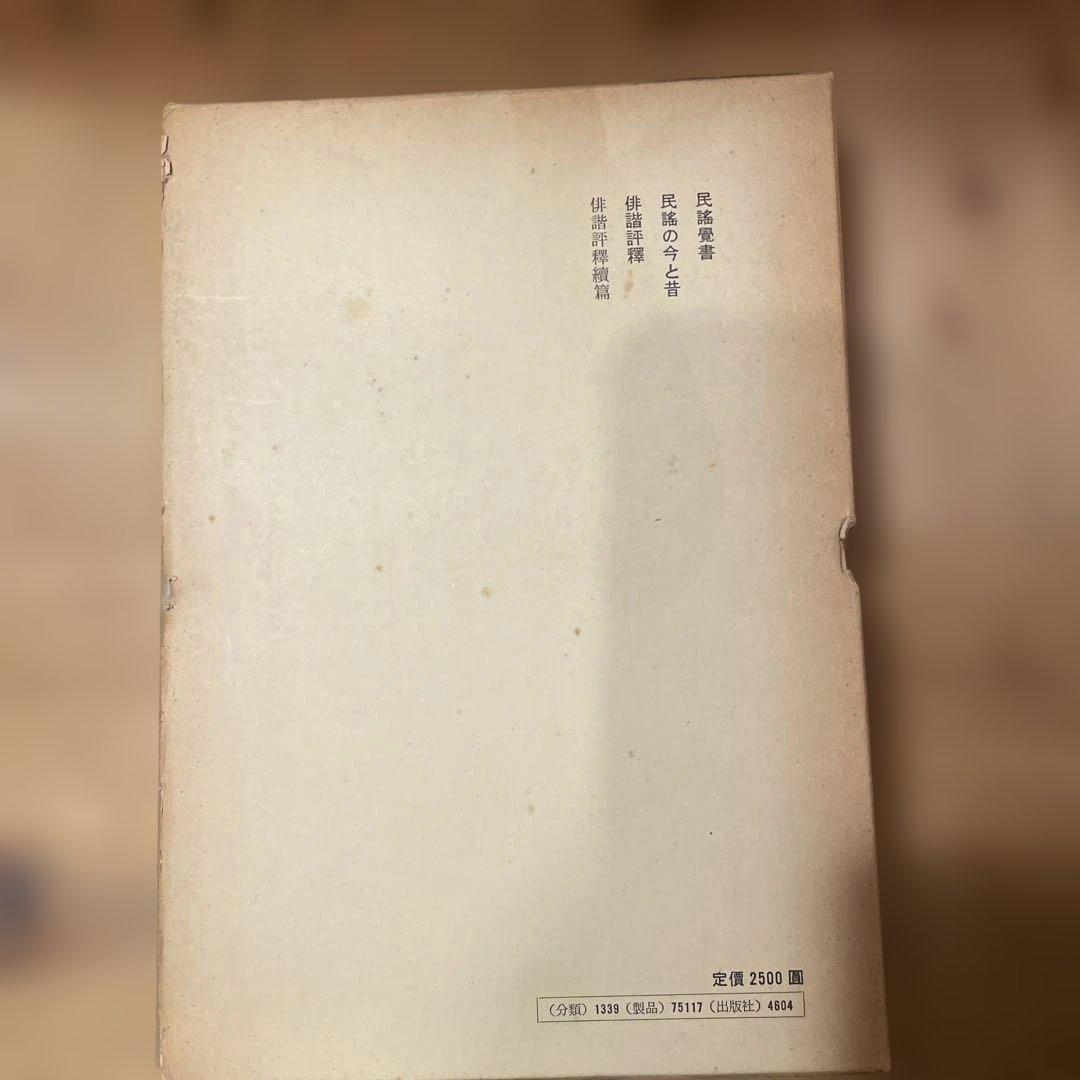 民謠覺書
民謠の今と昔
俳諧評釋
俳諧評釋續篇
定價 2500 圓
(分類) 1339 (製品) 75117 (出版社) 4604